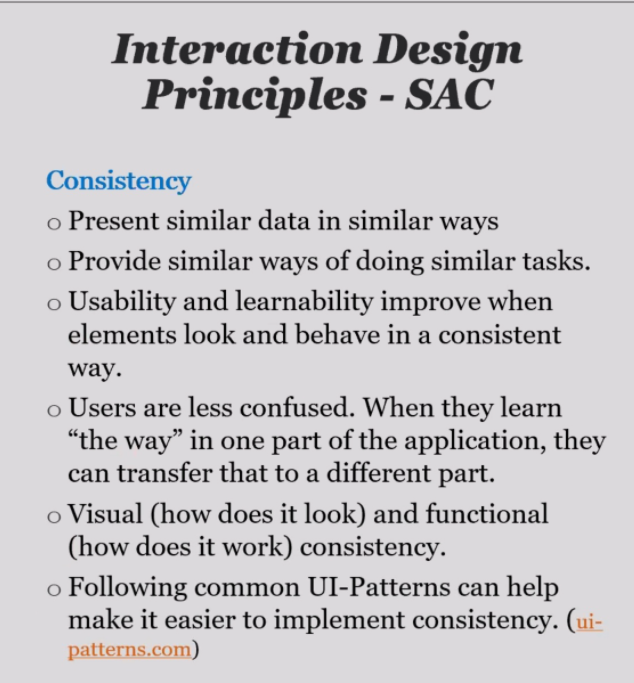 Interaction Design
Principles - SAC
Consistency
o Present similar data in similar ways
o Provide similar ways of doing similar tasks.
o Usability and learnability improve when
elements look and behave in a consistent
way.
o Users are less confused. When they learn
“the way” in one part of the application, they
can transfer that to a different part.
o Visual (how does it look) and functional
(how does it work) consistency.
o Following common UI-Patterns can help
make it easier to implement consistency. (ui-
patterns.com)